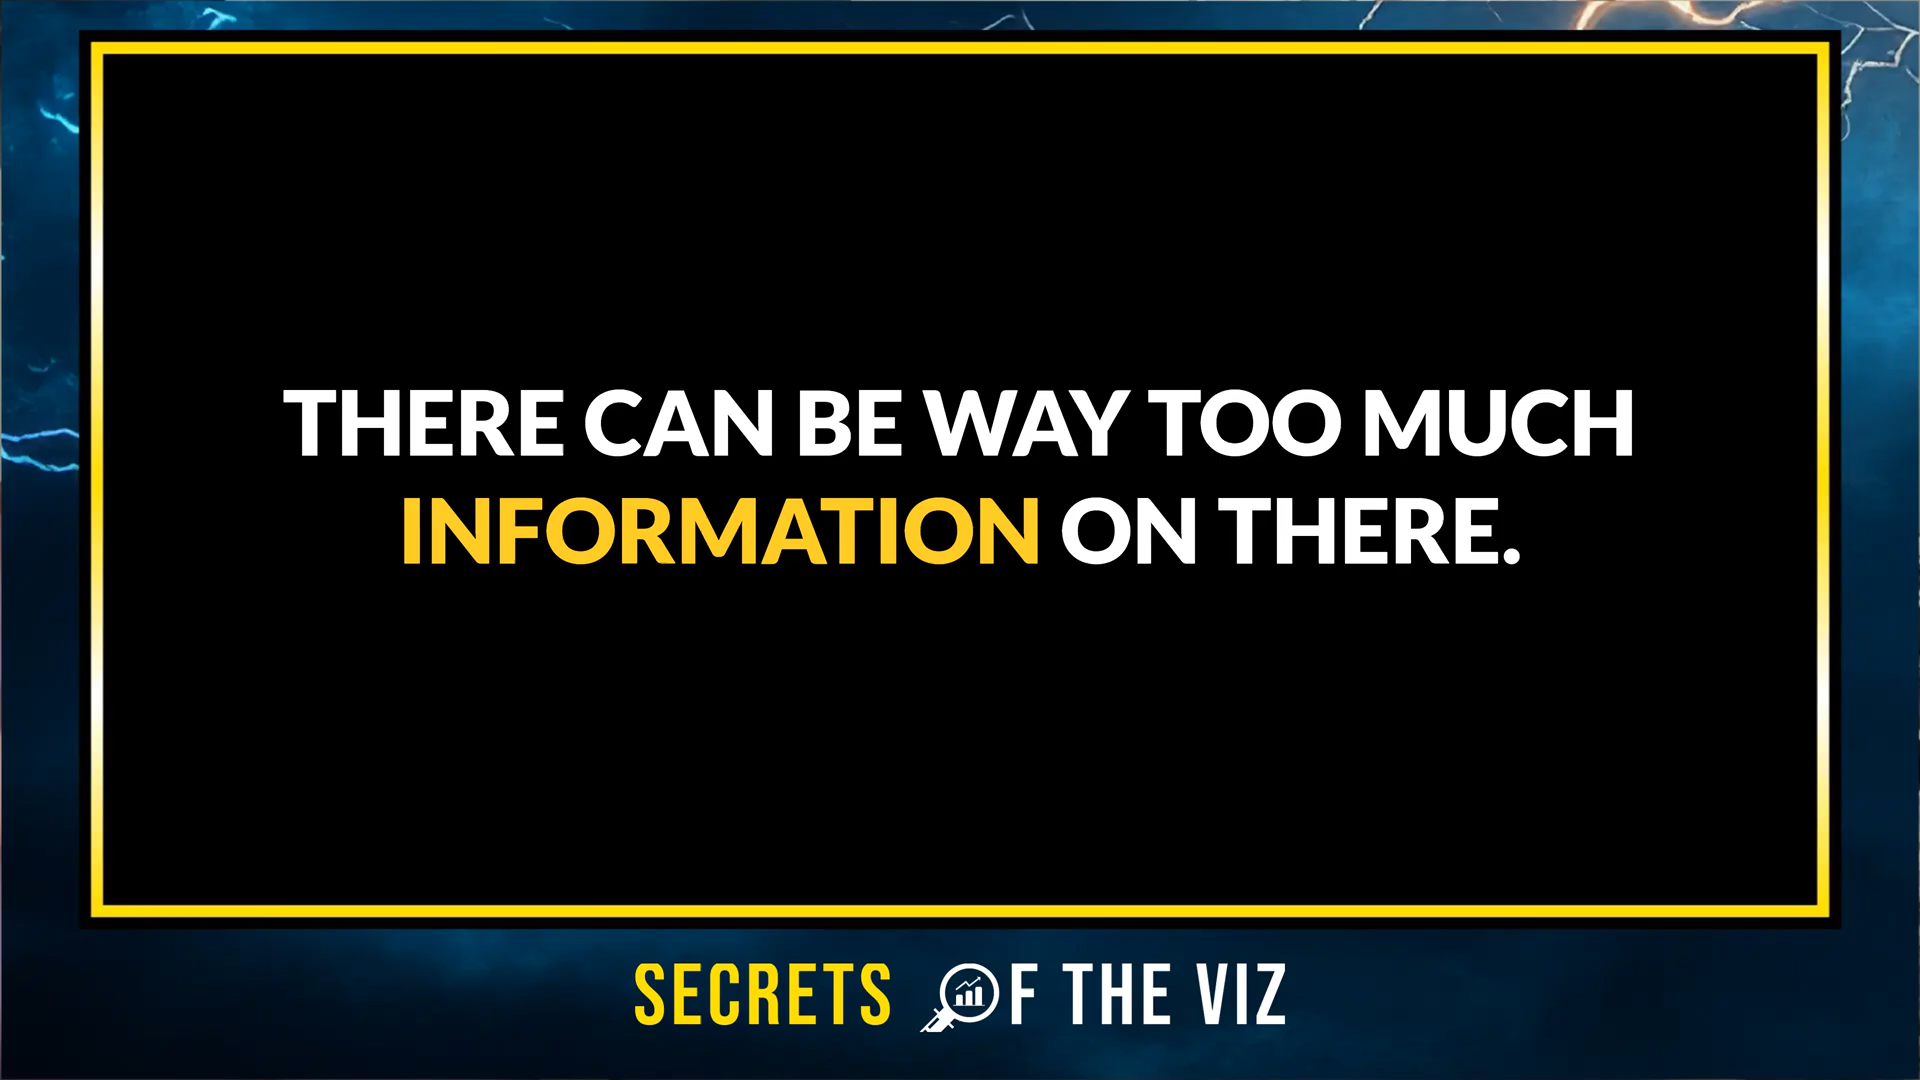 THERE CAN BE WAY TOO MUCH
INFORMATION ON THERE.
SECRETS OF THE VIZ